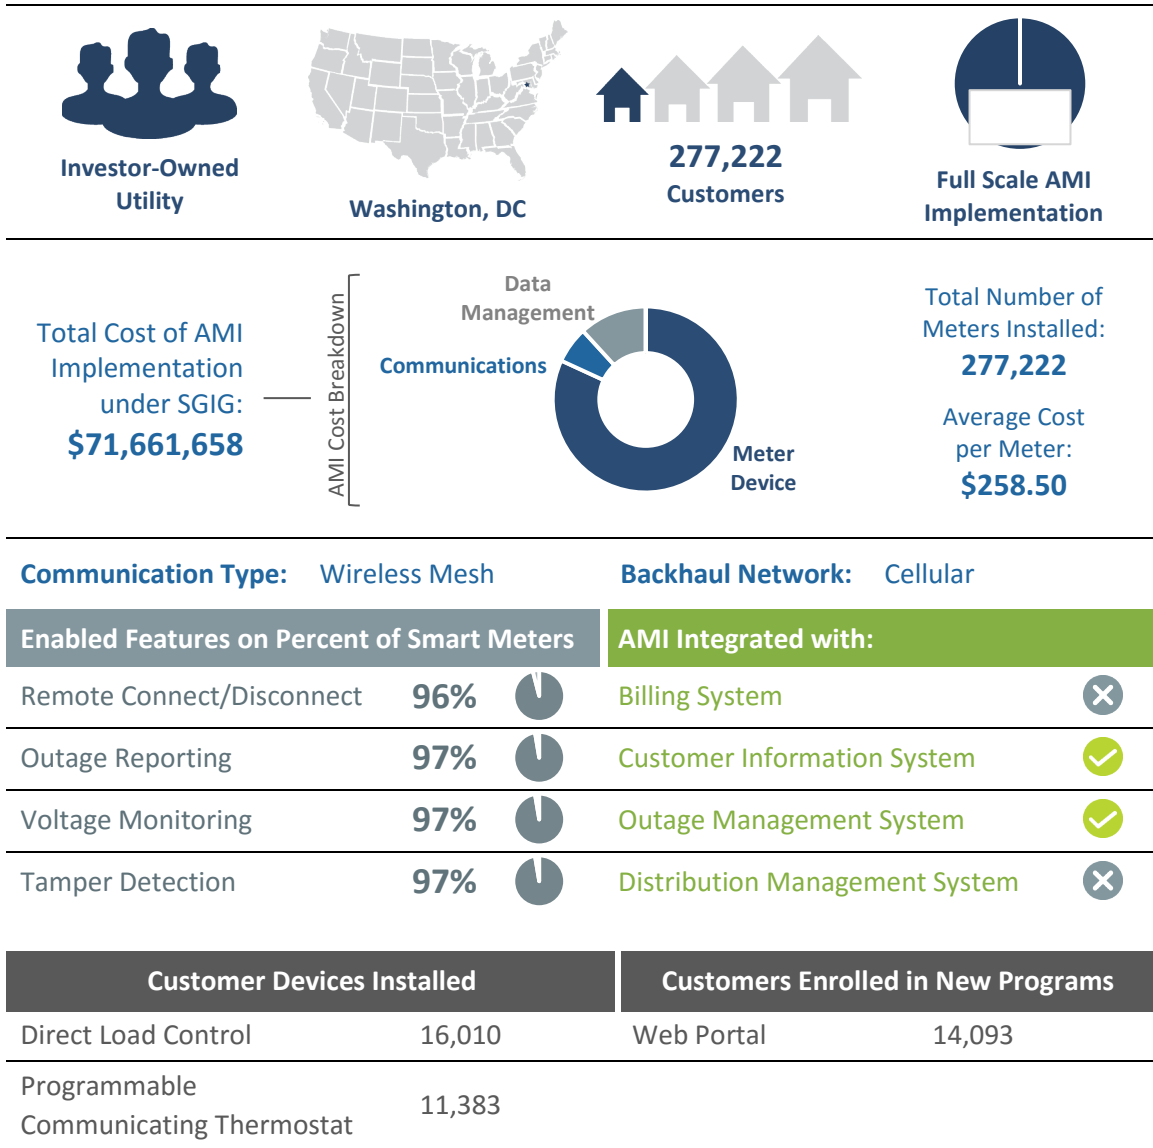 Investor-Owned
Utility
Washington, DC
277,222
Customers
Full Scale AMI
Implementation
Total Cost of AMI
Implementation
under SGIG:
$71,661,658
AMI Cost Breakdown
Data
Management
Communications
Meter
Device
Total Number of
Meters Installed:
277,222
Average Cost
per Meter:
$258.50
Communication Type: Wireless Mesh
Backhaul Network: Cellular
Enabled Features on Percent of Smart Meters
Remote Connect/Disconnect 96%
Outage Reporting 97%
Voltage Monitoring 97%
Tamper Detection 97%
AMI Integrated with:
Billing System
Customer Information System
Outage Management System
Distribution Management System
Customer Devices Installed
Direct Load Control 16,010
Programmable
Communicating Thermostat 11,383
Customers Enrolled in New Programs
Web Portal 14,093